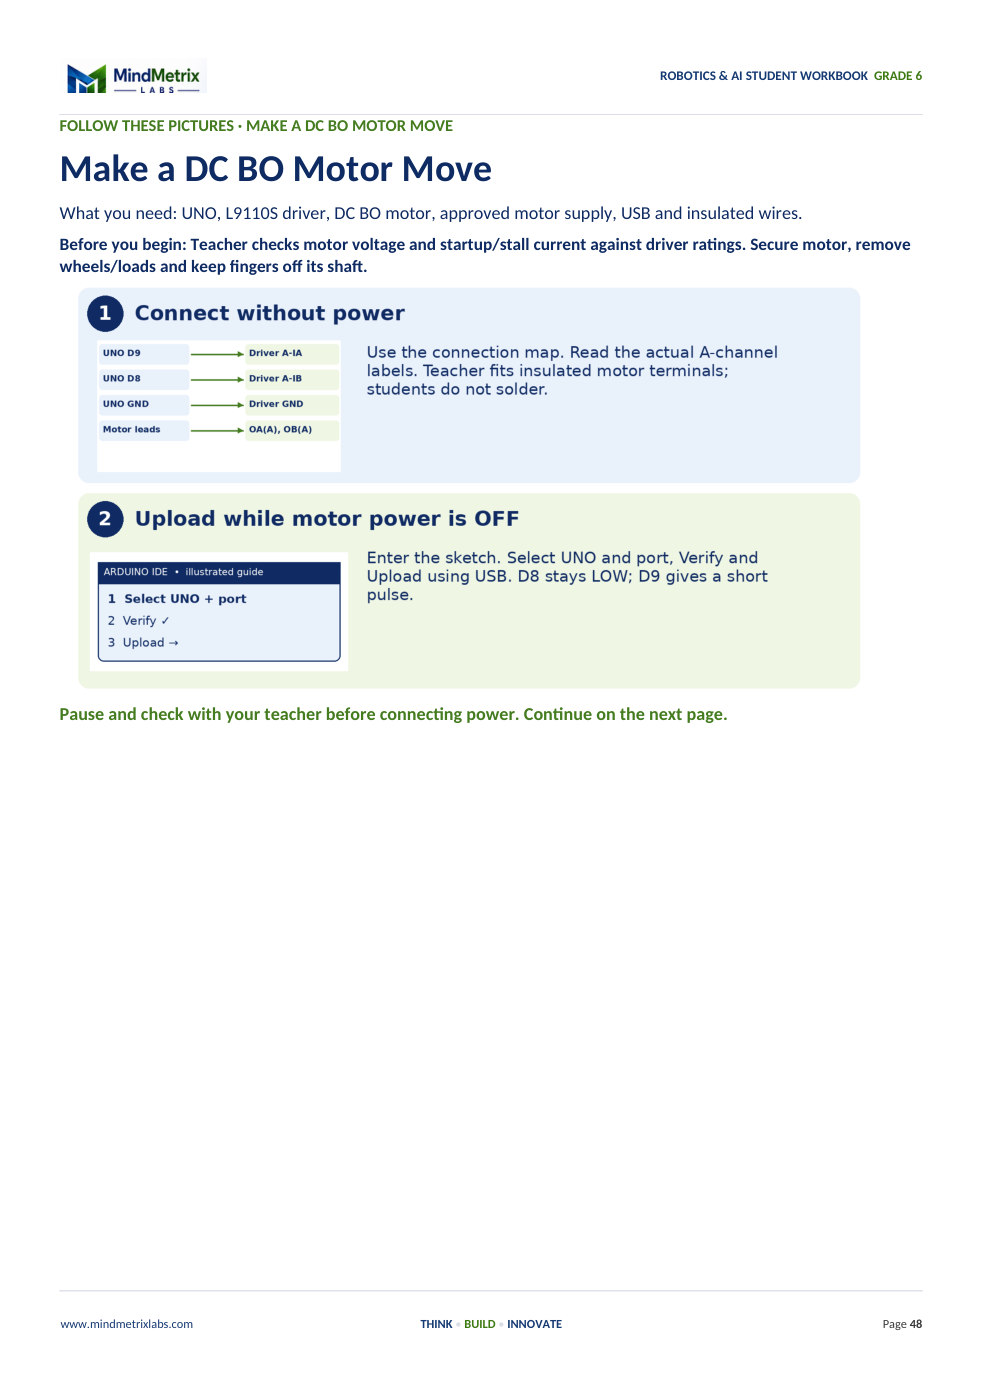 MindMetrix
LABS
ROBOTICS & AI STUDENT WORKBOOK GRADE 6
FOLLOW THESE PICTURES · MAKE A DC BO MOTOR MOVE
Make a DC BO Motor Move
What you need: UNO, L9110S driver, DC BO motor, approved motor supply, USB and insulated wires.
Before you begin: Teacher checks motor voltage and startup/stall current against driver ratings. Secure motor, remove
wheels/loads and keep fingers off its shaft.
1 Connect without power
UNO D9 → Driver A-IA
UNO D8 → Driver A-IB
UNO GND → Driver GND
Motor leads → OA(A), OB(A)
Use the connection map. Read the actual A-channel
labels. Teacher fits insulated motor terminals;
students do not solder.
2 Upload while motor power is OFF
ARDUINO IDE • illustrated guide
1 Select UNO + port
2 Verify ✓
3 Upload →
Enter the sketch. Select UNO and port, Verify and
Upload using USB. D8 stays LOW; D9 gives a short
pulse.
Pause and check with your teacher before connecting power. Continue on the next page.
www.mindmetrixlabs.com
THINK • BUILD • INNOVATE
Page 48